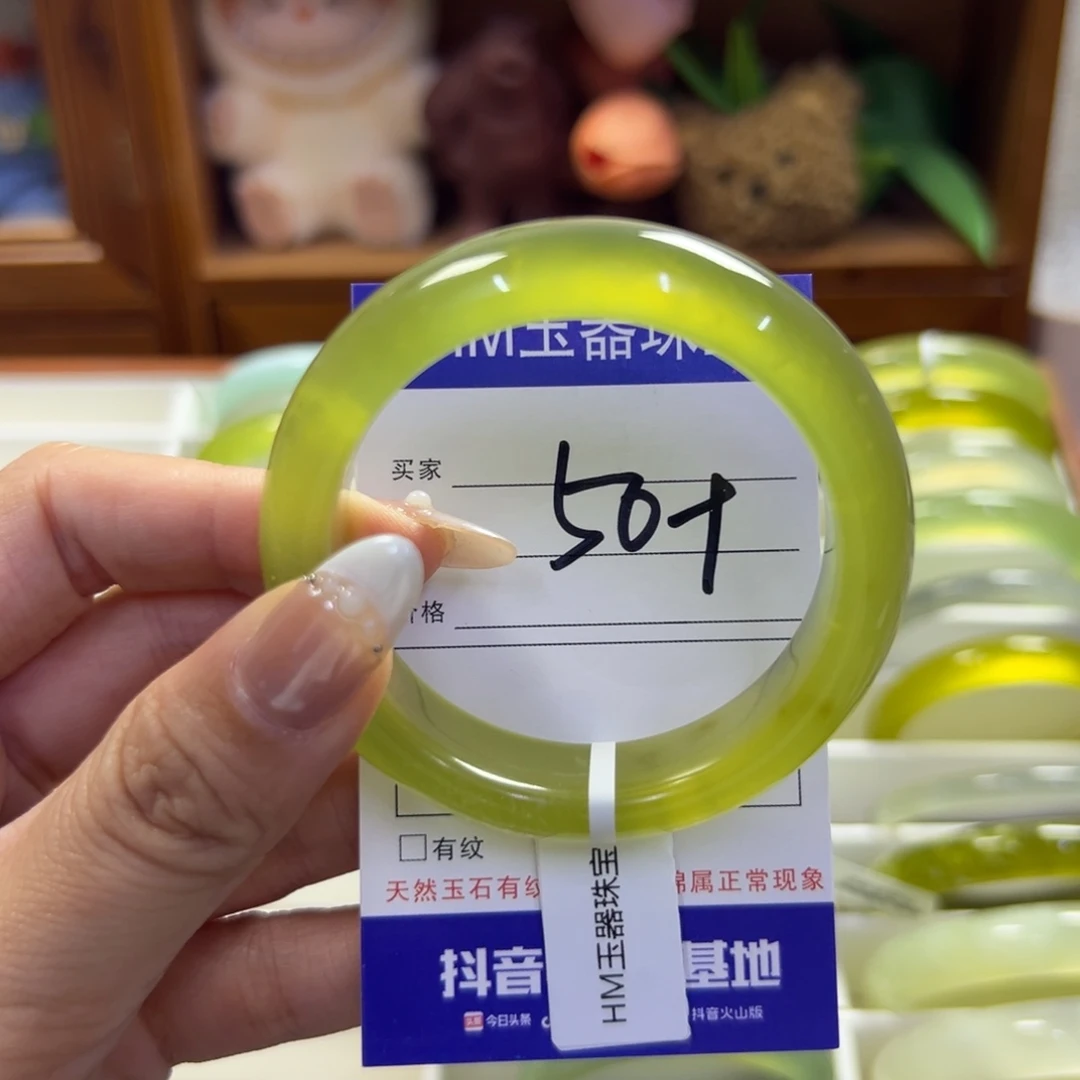 HM玉器珠
买家
50+
价格
有纹
天然玉石有纹 棉属正常现象
抖音 基地
今日头条 抖音火山版
HM玉器珠宝